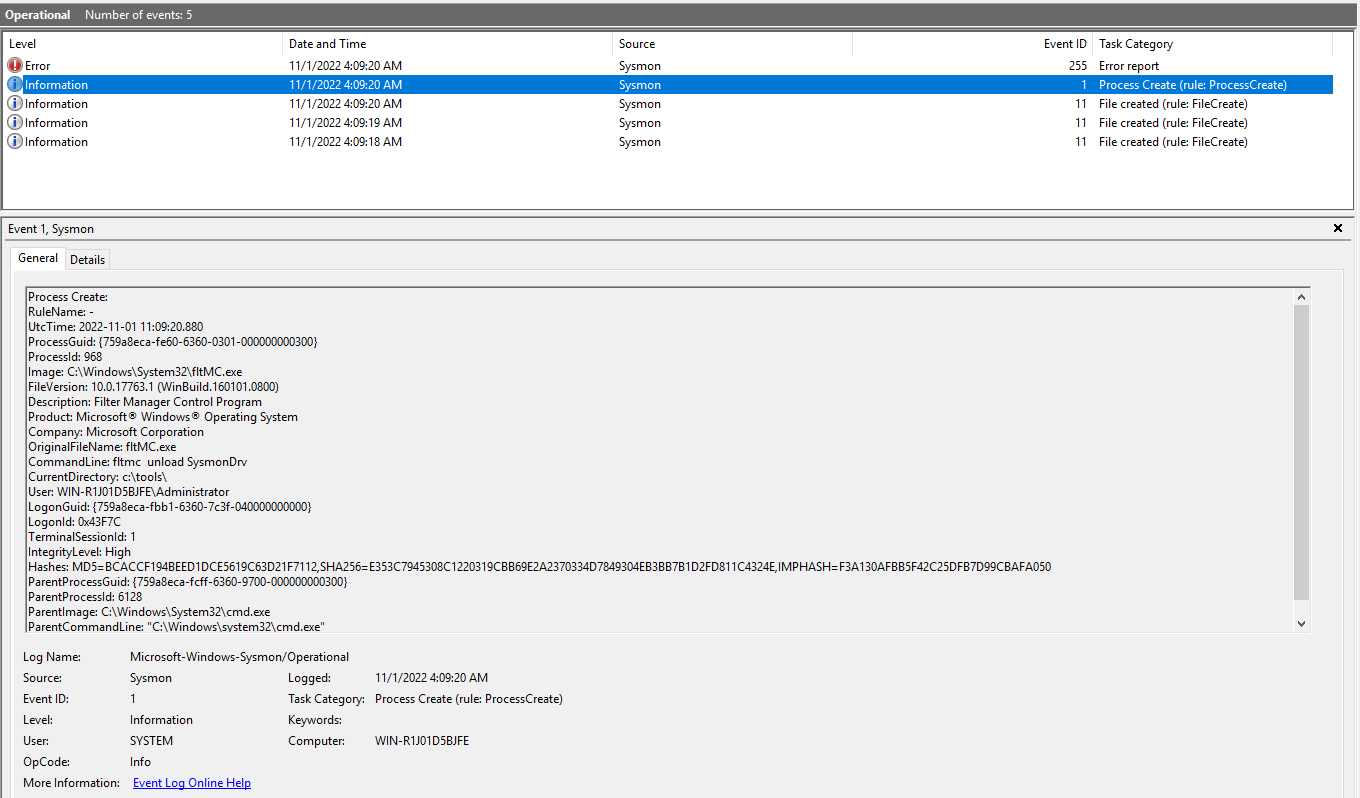 Operational Number of events: 5
Level Date and Time Source Event ID Task Category
Error 11/1/2022 4:09:20 AM Sysmon 255 Error report
Information 11/1/2022 4:09:20 AM Sysmon 1 Process Create (rule: ProcessCreate)
Information 11/1/2022 4:09:20 AM Sysmon 11 File created (rule: FileCreate)
Information 11/1/2022 4:09:19 AM Sysmon 11 File created (rule: FileCreate)
Information 11/1/2022 4:09:18 AM Sysmon 11 File created (rule: FileCreate)
Event 1, Sysmon
General Details
Process Create:
RuleName: -
UtcTime: 2022-11-01 11:09:20.880
ProcessGuid: {759a8eca-fe60-6360-0301-000000000300}
ProcessId: 968
Image: C:\Windows\System32\fltMC.exe
FileVersion: 10.0.17763.1 (WinBuild.160101.0800)
Description: Filter Manager Control Program
Product: Microsoft® Windows® Operating System
Company: Microsoft Corporation
OriginalFileName: fltMC.exe
CommandLine: fltmc  unload SysmonDrv
CurrentDirectory: c:\tools\
User: WIN-R1J01D5BJFE\Administrator
LogonGuid: {759a8eca-fbb1-6360-7c3f-040000000000}
LogonId: 0x43F7C
TerminalSessionId: 1
IntegrityLevel: High
Hashes: MD5=BCACCF194BEED1DCE5619C63D21F7112,SHA256=E353C7945308C1220319CBB69E2A2370334D7849304EB3BB7B1D2FD811C4324E,IMPHASH=F3A130AFBB5F42C25DFB7D99CBAFA050
ParentProcessGuid: {759a8eca-fcff-6360-9700-000000000300}
ParentProcessId: 6128
ParentImage: C:\Windows\System32\cmd.exe
ParentCommandLine: "C:\Windows\system32\cmd.exe"
Log Name: Microsoft-Windows-Sysmon/Operational
Source: Sysmon Logged: 11/1/2022 4:09:20 AM
Event ID: 1 Task Category: Process Create (rule: ProcessCreate)
Level: Information Keywords:
User: SYSTEM Computer: WIN-R1J01D5BJFE
OpCode: Info
More Information: Event Log Online Help